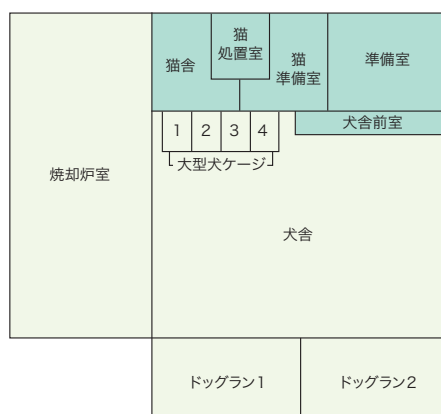 猫舎
猫
処置室
猫
準備室
準備室
犬舎前室
1 2 3 4
大型犬ケージ
焼却炉室
犬舎
ドッグラン1
ドッグラン2